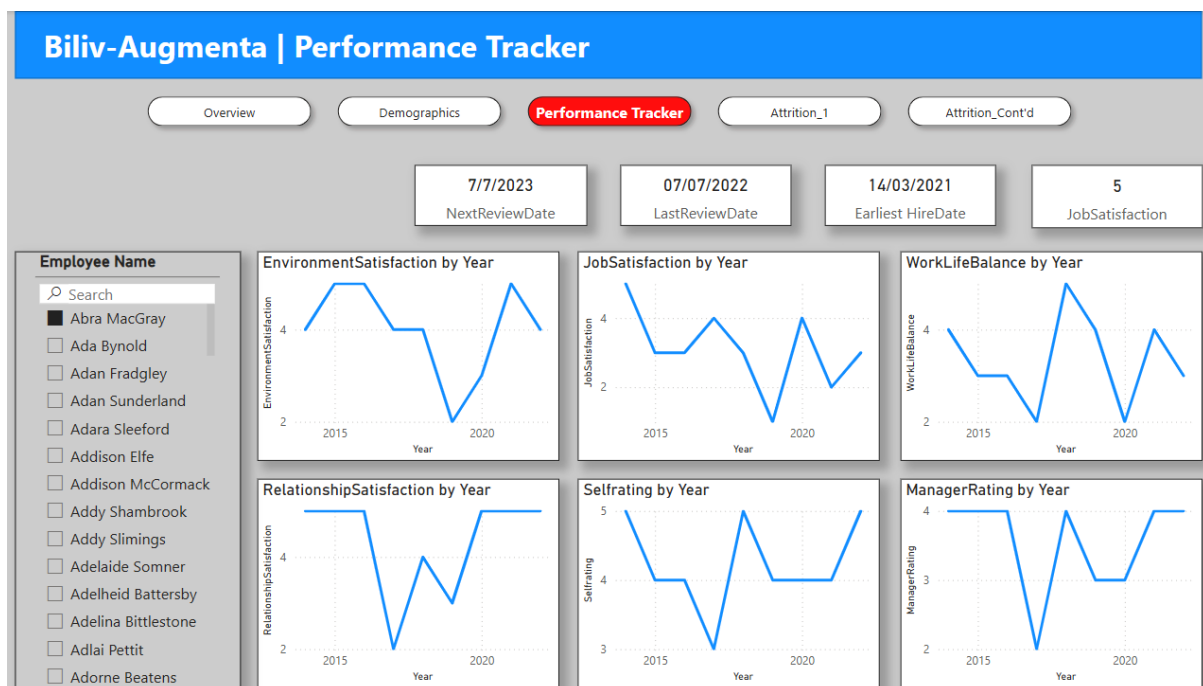 Biliv-Augmenta | Performance Tracker
Overview
Demographics
Performance Tracker
Attrition_1
Attrition_Cont'd
7/7/2023
NextReviewDate
07/07/2022
LastReviewDate
14/03/2021
Earliest HireDate
5
JobSatisfaction
Employee Name
Search
Abra MacGray
Ada Bynold
Adan Fradgley
Adan Sunderland
Adara Sleeford
Addison Elfe
Addison McCormack
Addy Shambrook
Addy Slimings
Adelaide Somner
Adelheid Battersby
Adelina Bittlestone
Adlai Pettit
Adorne Beatens
EnvironmentSatisfaction by Year
EnvironmentSatisfaction
4
2
2015
2020
Year
JobSatisfaction by Year
JobSatisfaction
4
2
2015
2020
Year
WorkLifeBalance by Year
WorkLifeBalance
4
2
2015
2020
Year
RelationshipSatisfaction by Year
RelationshipSatisfaction
4
2
2015
2020
Year
Selfrating by Year
Selfrating
5
4
3
2015
2020
Year
ManagerRating by Year
ManagerRating
4
3
2
2015
2020
Year